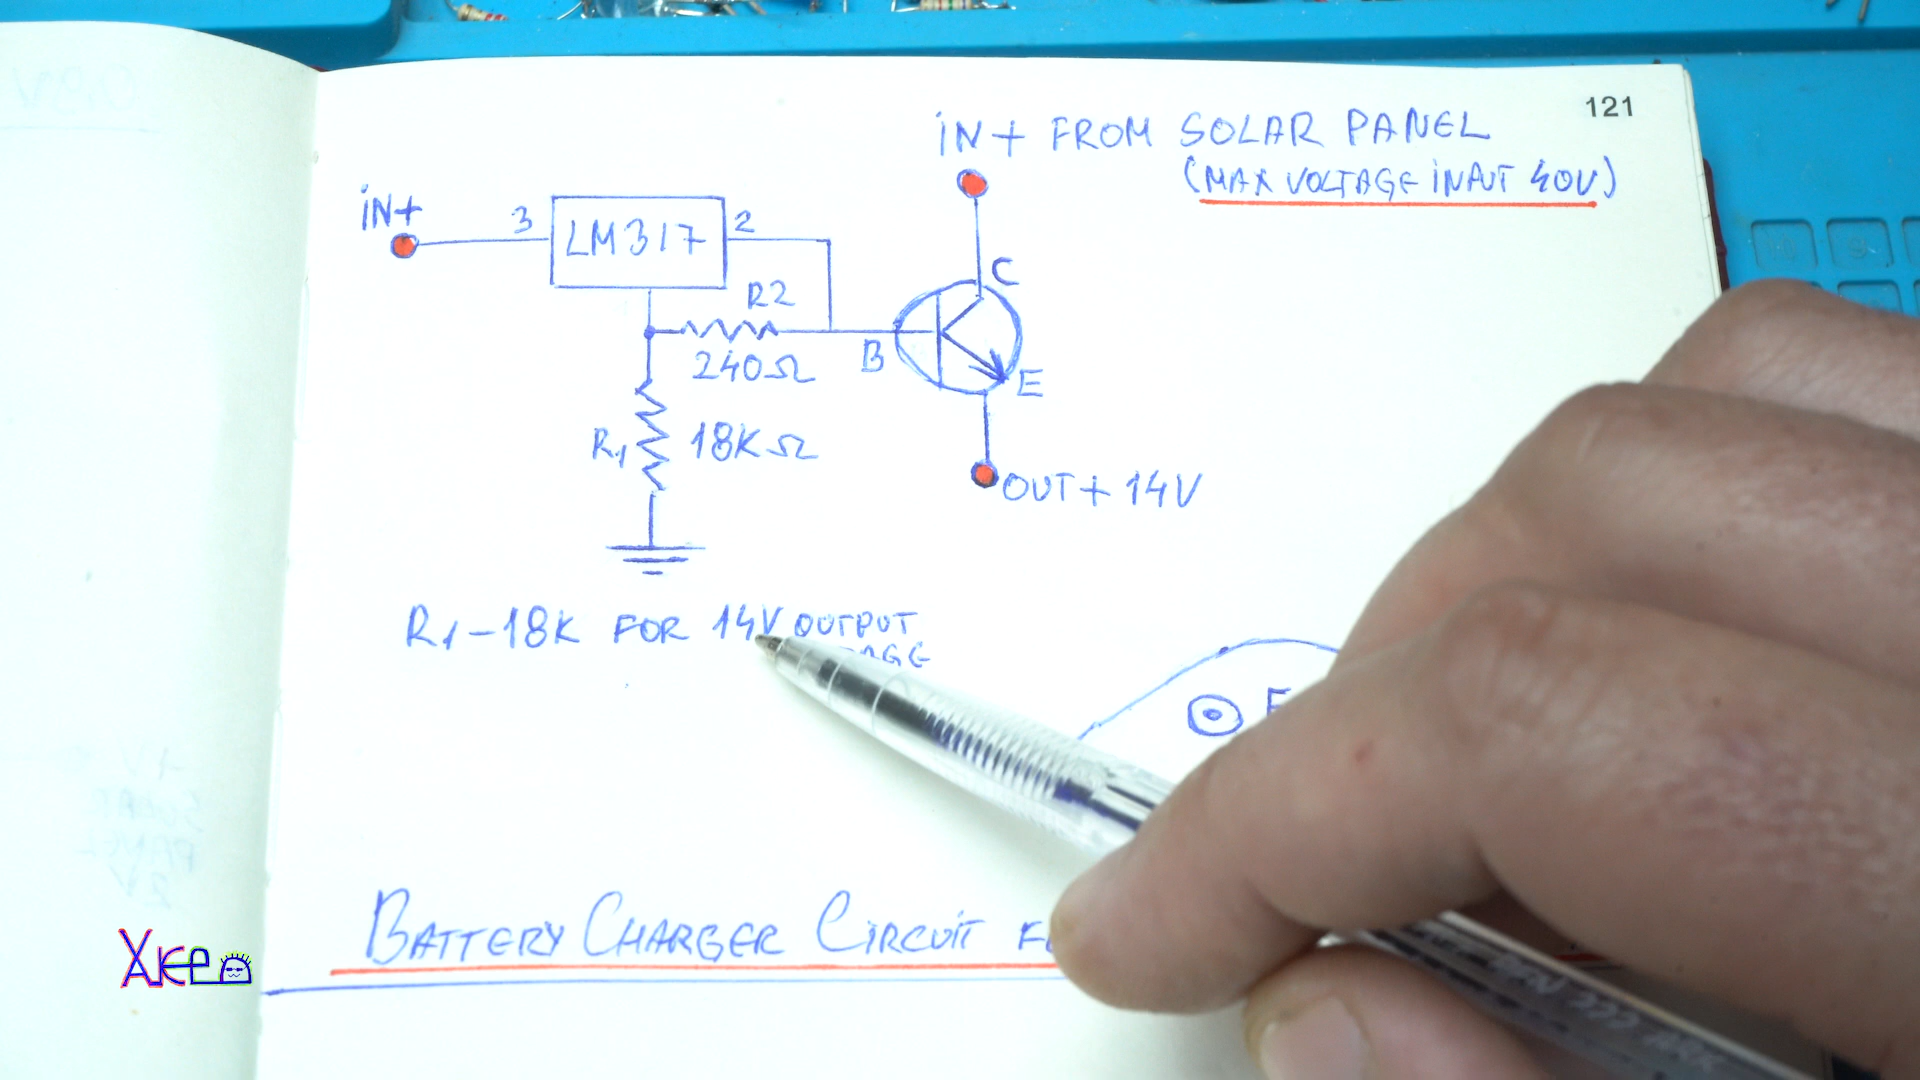 121
iN+ FROM SOLAR PANEL
(MAX VOLTAGE INPUT 40V)
iN+
3
LM317
2
R2
240Ω
C
B
E
R1
18KΩ
OUT+ 14V
R1-18K FOR 14V OUTPUT
E
BATTERY CHARGER CIRCUIT
XKE